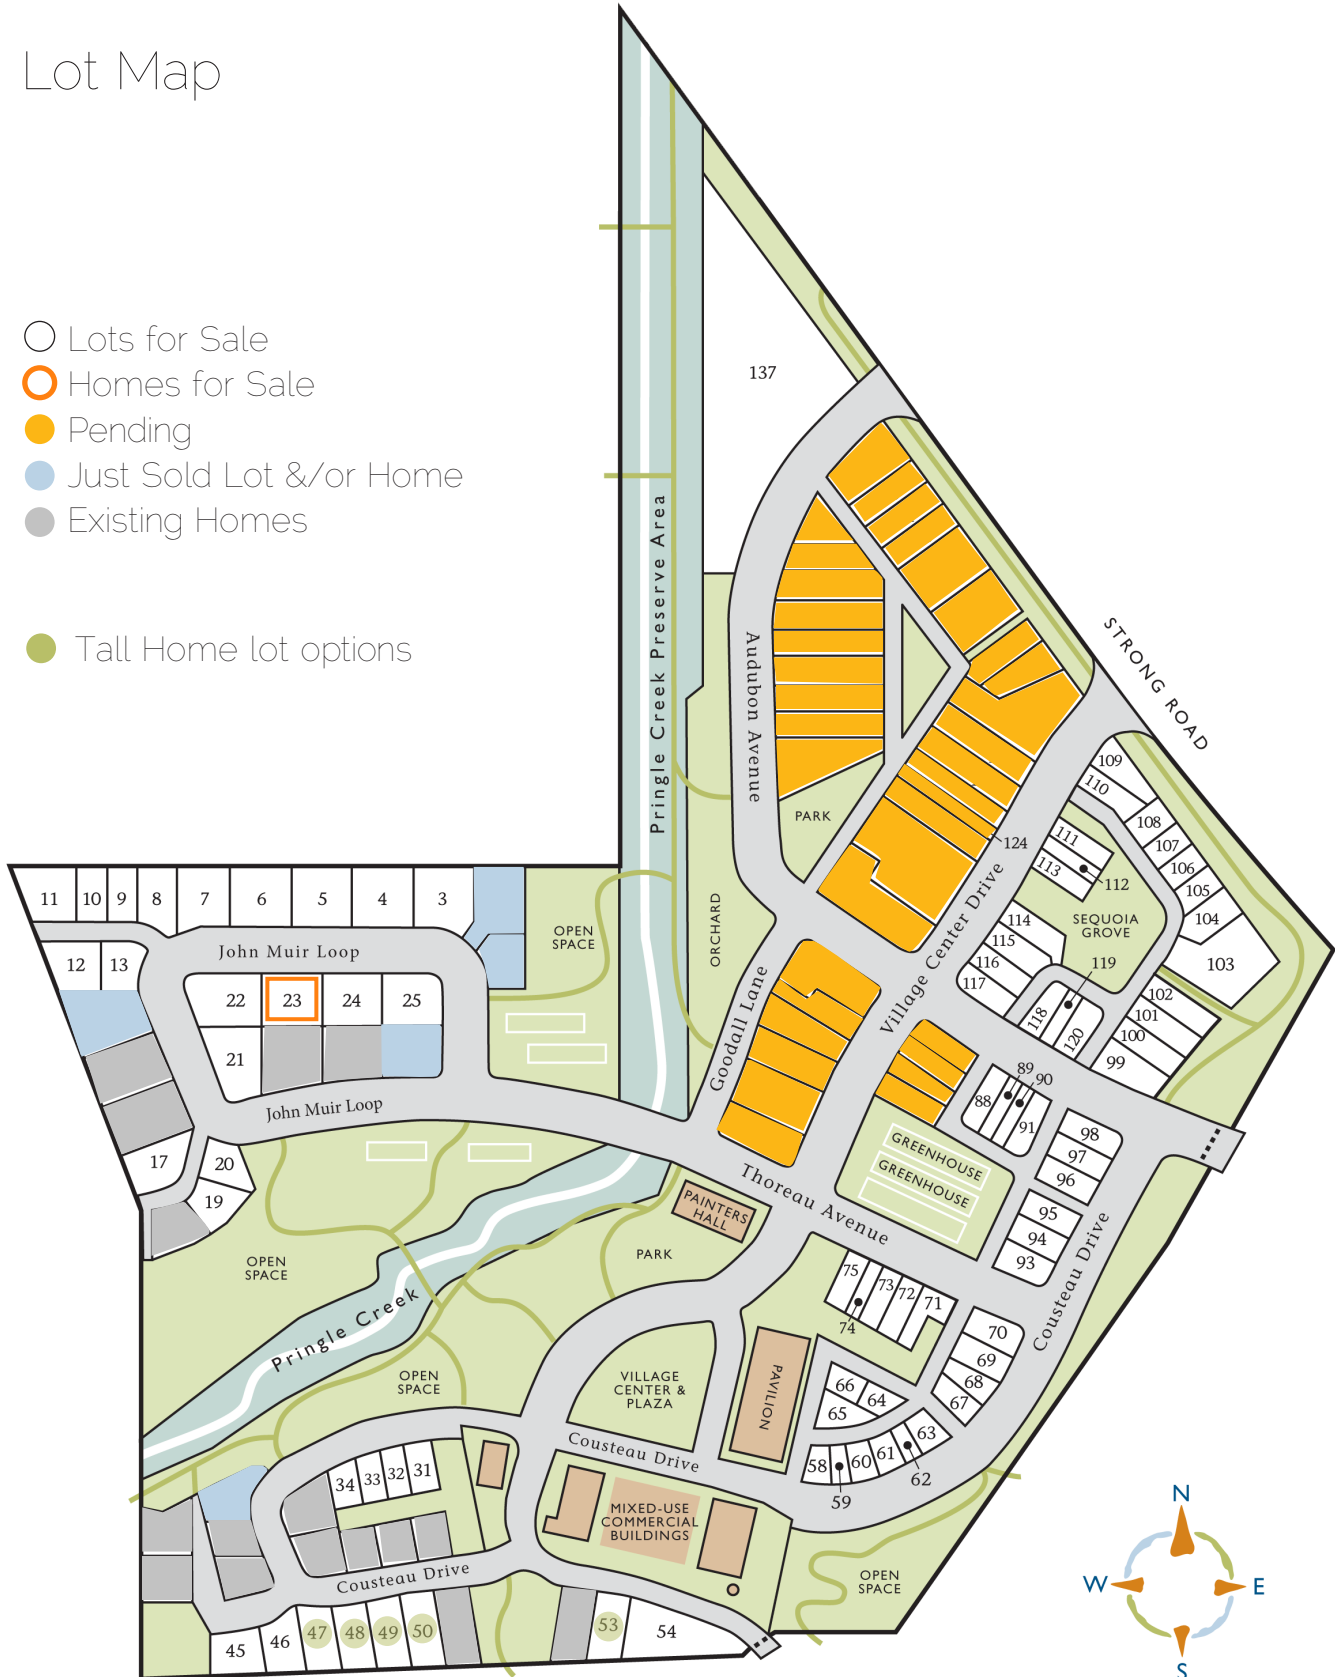 Lot Map
Lots for Sale
Homes for Sale
Pending
Just Sold Lot &/or Home
Existing Homes
Tall Home lot options
137
STRONG ROAD
Pringle Creek Preserve Area
Audubon Avenue
PARK
ORCHARD
109
110
108
107
106
105
104
103
111
113
112
124
SEQUOIA
GROVE
114
115
116
117
119
118
120
102
101
100
99
Village Center Drive
Goodall Lane
11
10
9
8
7
6
5
4
3
OPEN
SPACE
John Muir Loop
12
13
22
23
24
25
21
John Muir Loop
17
20
19
OPEN
SPACE
89
90
88
91
98
97
96
95
94
93
GREENHOUSE
GREENHOUSE
Thoreau Avenue
PAINTERS
HALL
PARK
Cousteau Drive
75
73
72
71
74
70
69
68
67
Pringle Creek
OPEN
SPACE
VILLAGE
CENTER &
PLAZA
PAVILION
66
64
65
63
58
60
61
62
59
Cousteau Drive
34
33
32
31
MIXED-USE
COMMERCIAL
BUILDINGS
Cousteau Drive
OPEN
SPACE
45
46
47
48
49
50
53
54
N
W
E
S